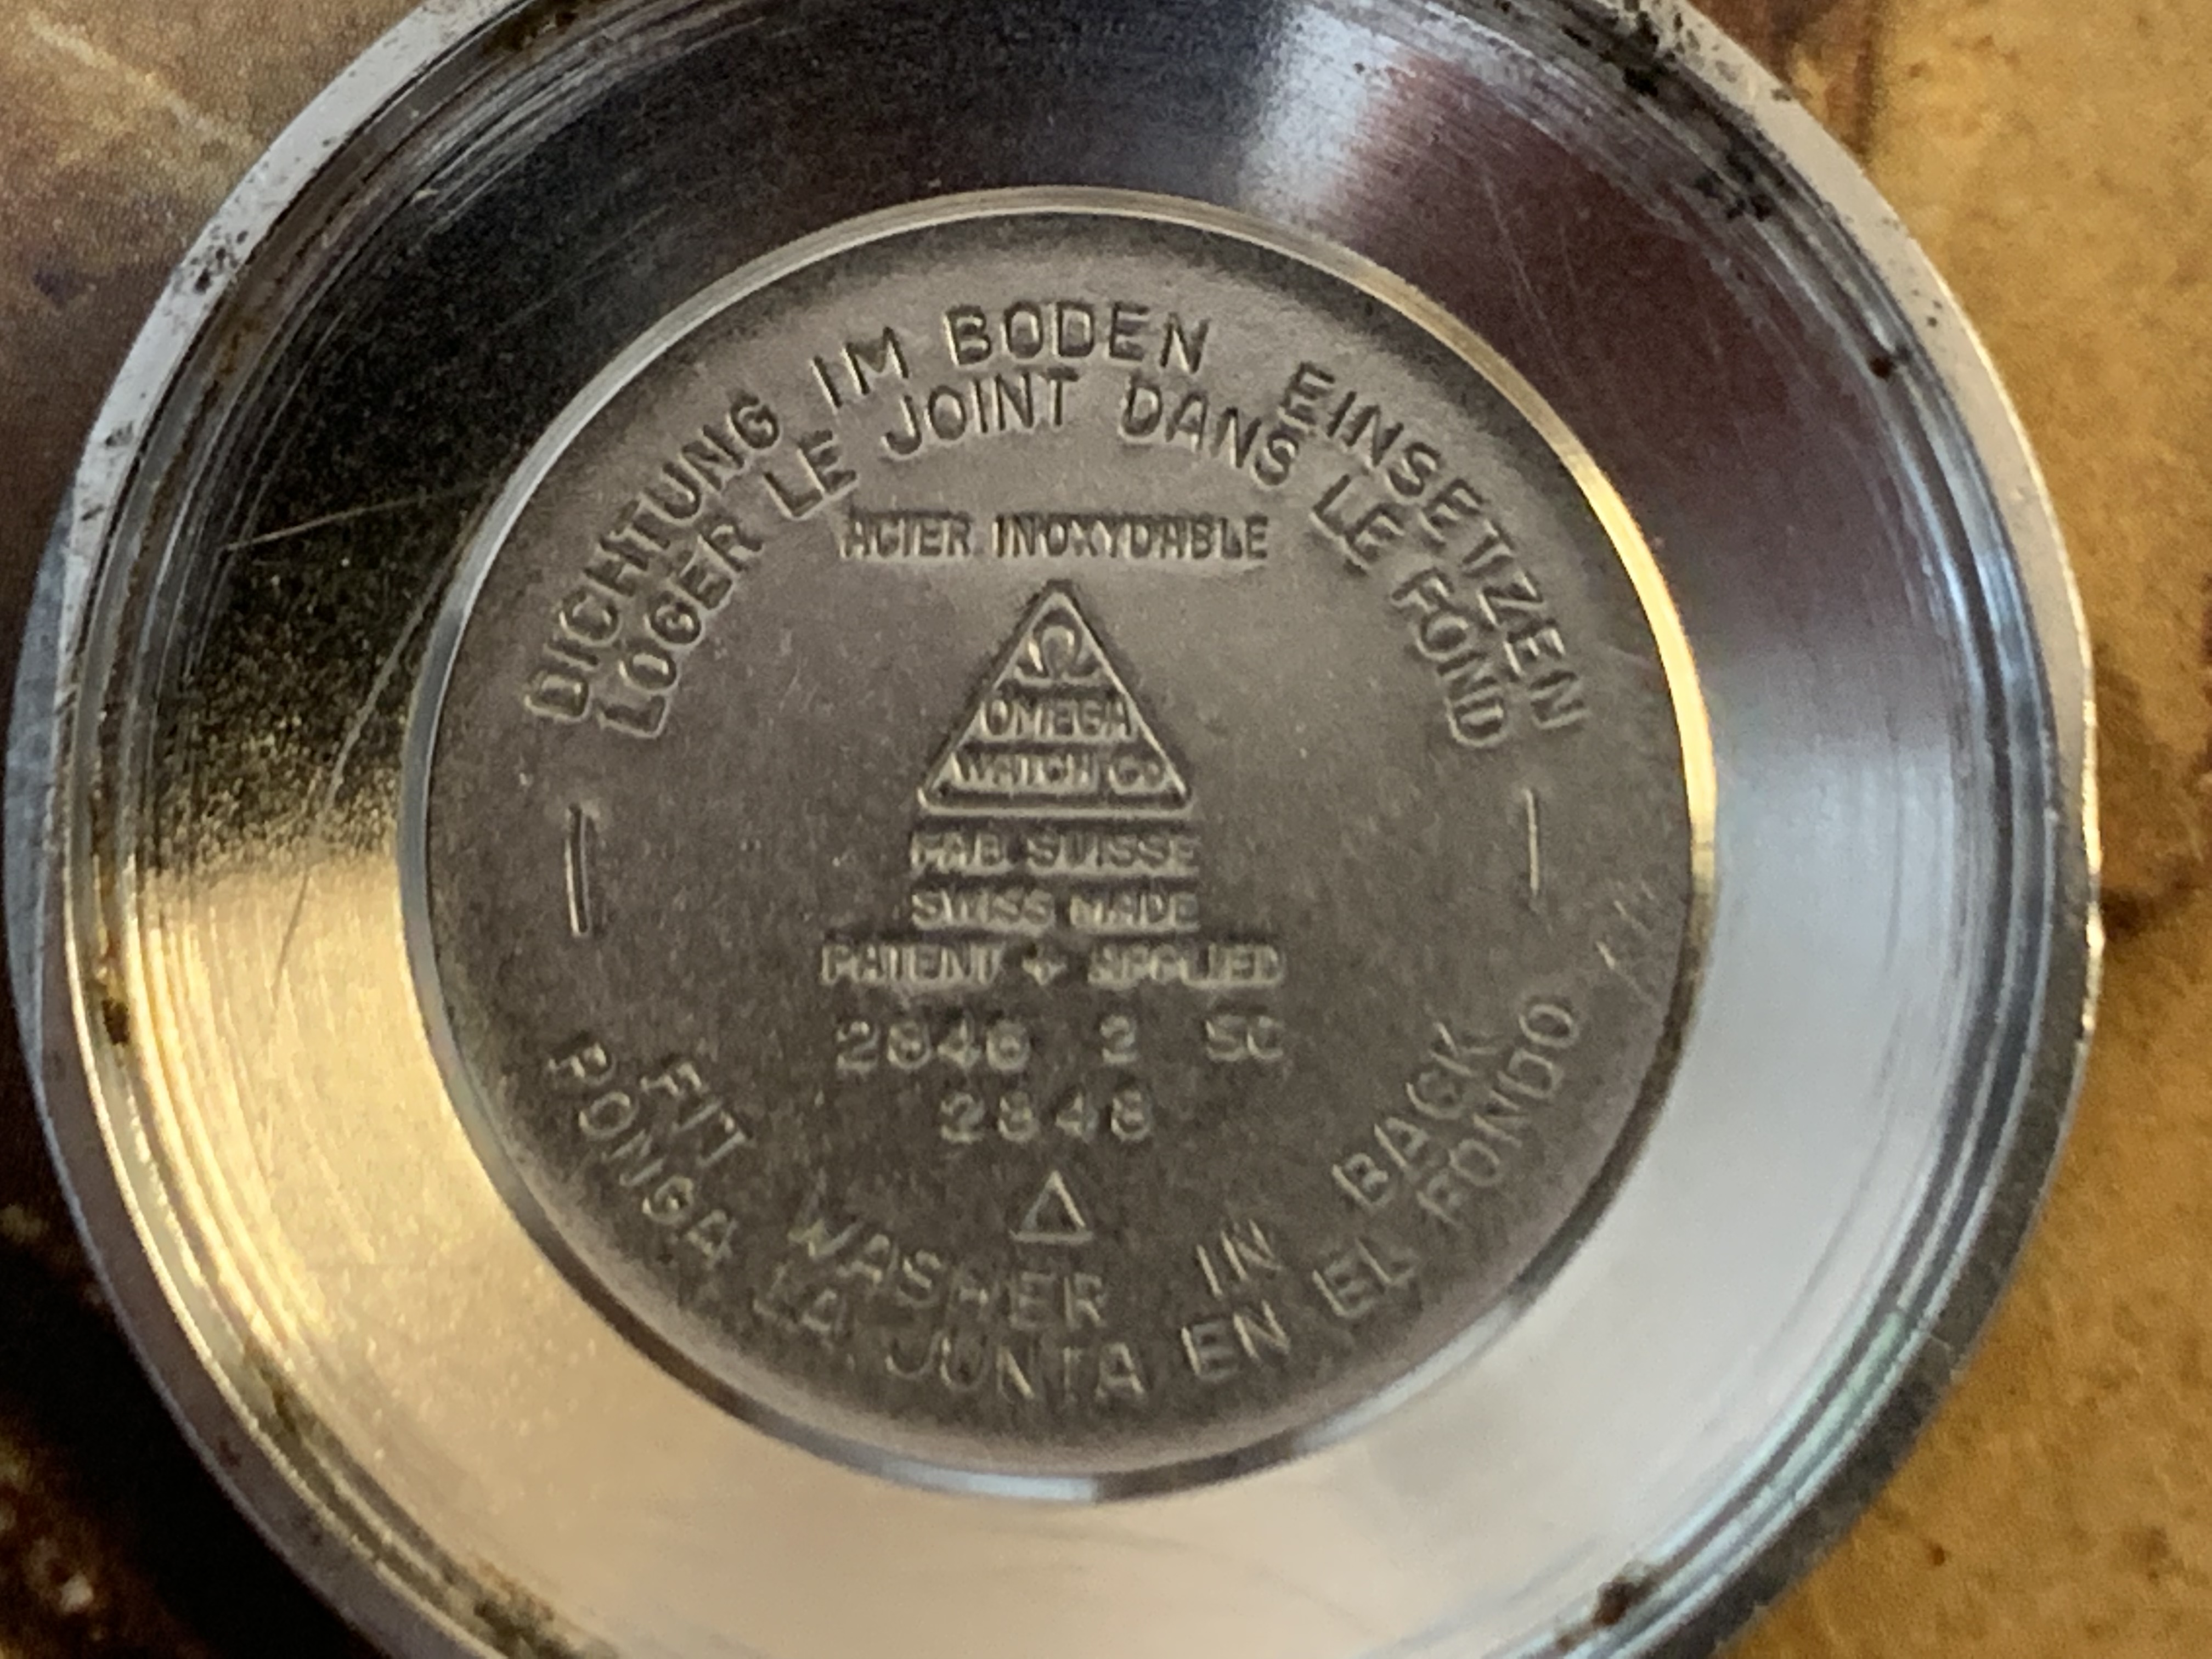 DICHTUNG IM BODEN EINSETZEN
LOGER LE JOINT DANS LE FOND
ACIER INOXYDABLE
Ω
OMEGA
WATCH CO
FAB. SUISSE
SWISS MADE
PATENT + APPLIED
2846 2 SC
2848
FIT WASHER IN BACK
PONGA LA JUNTA EN EL FONDO